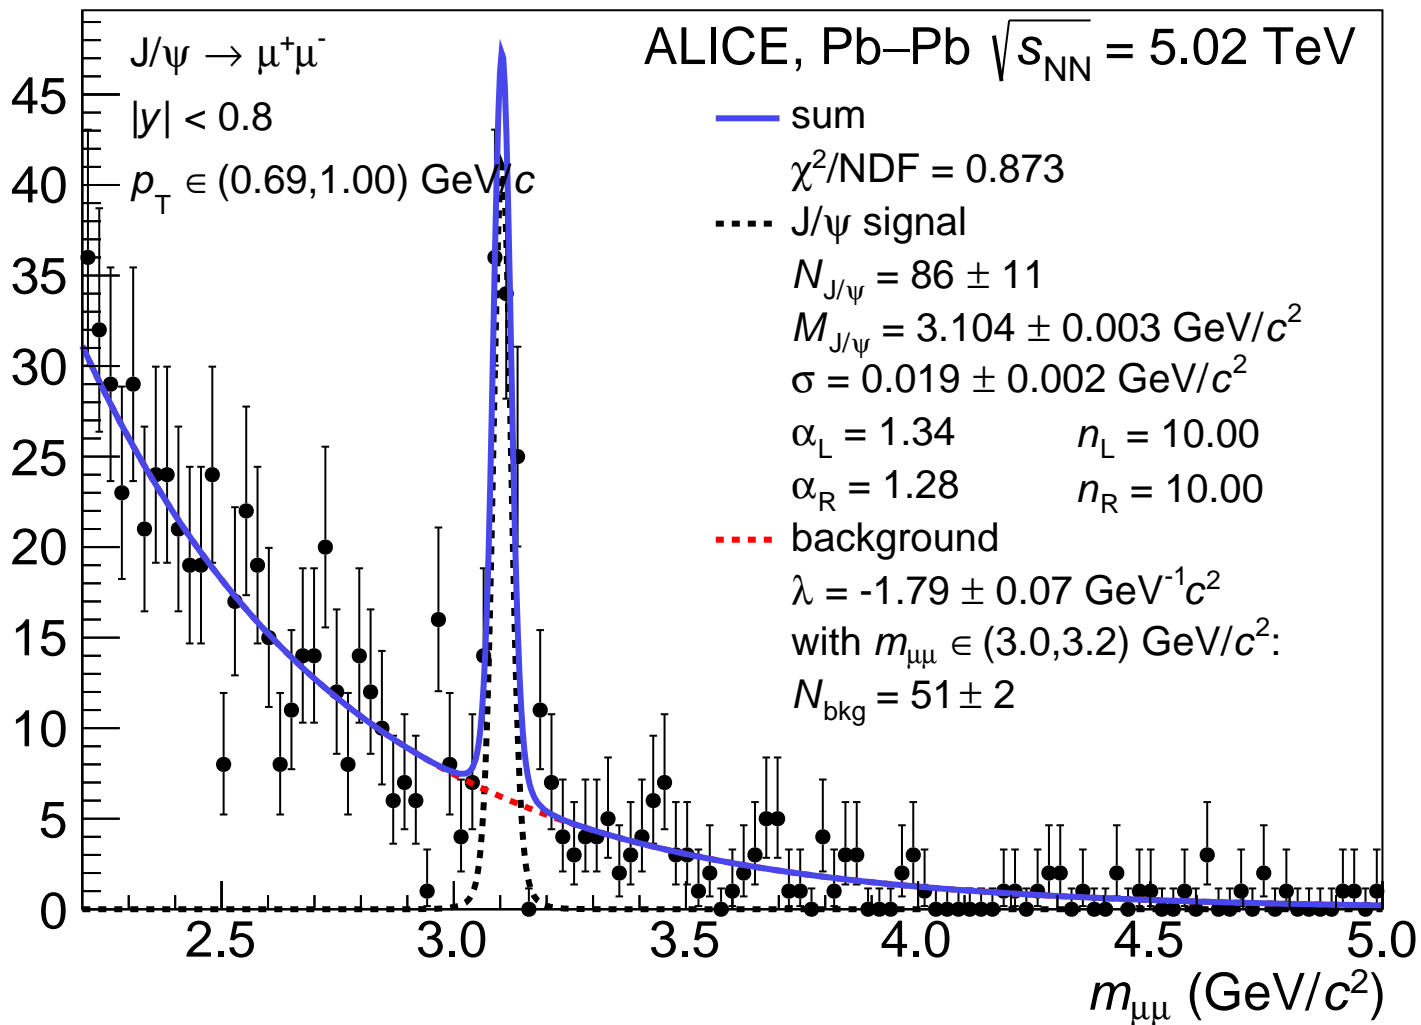 J/ψ → μ⁺μ⁻
|y| < 0.8
p_T ∈ (0.69,1.00) GeV/c
ALICE, Pb–Pb √s_NN = 5.02 TeV
sum
χ²/NDF = 0.873
J/ψ signal
N_J/ψ = 86 ± 11
M_J/ψ = 3.104 ± 0.003 GeV/c²
σ = 0.019 ± 0.002 GeV/c²
α_L = 1.34 n_L = 10.00
α_R = 1.28 n_R = 10.00
background
λ = -1.79 ± 0.07 GeV⁻¹c²
with m_μμ ∈ (3.0,3.2) GeV/c²:
N_bkg = 51 ± 2
45
40
35
30
25
20
15
10
5
0
2.5 3.0 3.5 4.0 4.5 5.0
m_μμ (GeV/c²)